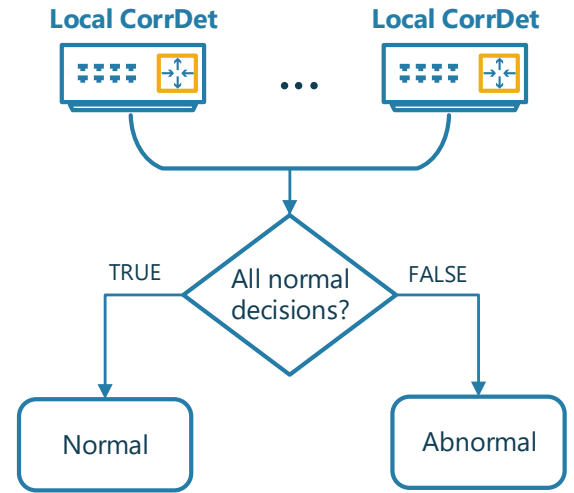 Local CorrDet
Local CorrDet
...
TRUE
All normal
decisions?
FALSE
Normal
Abnormal